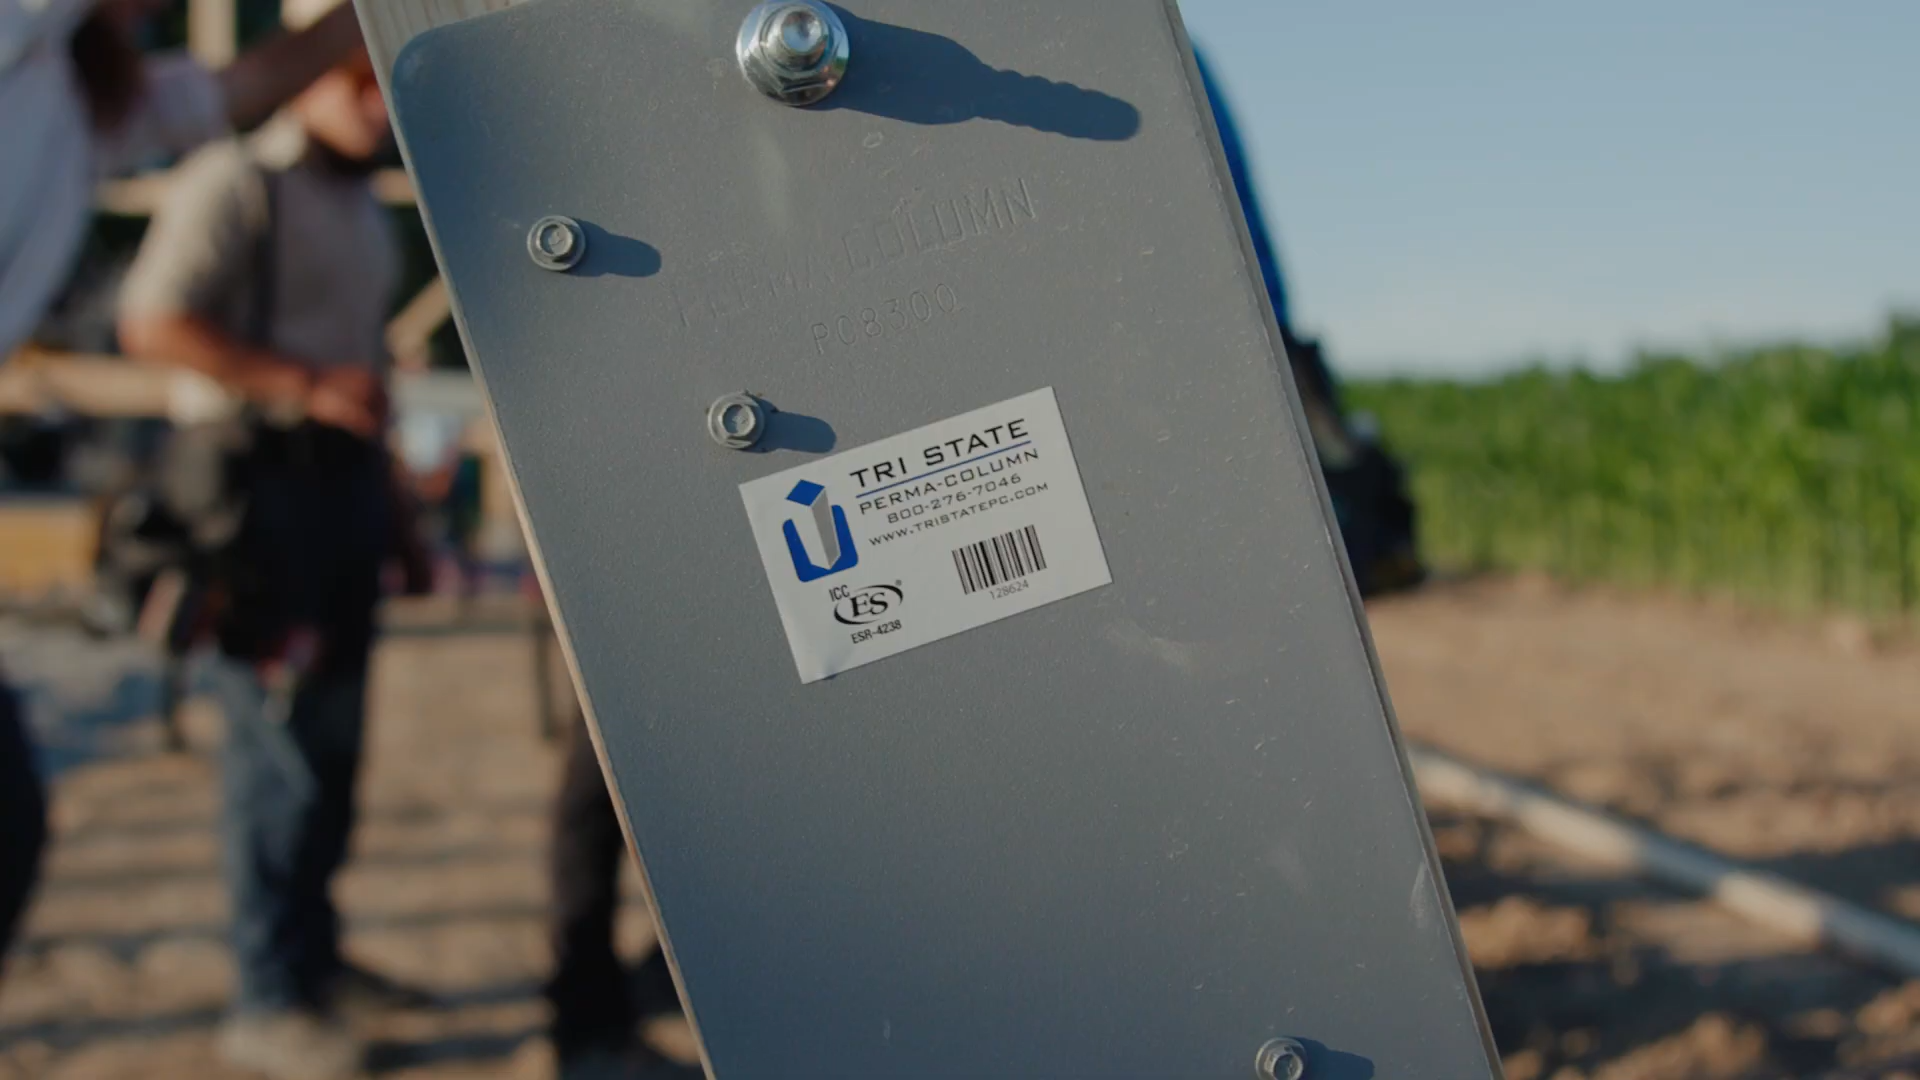 PERMA-COLUMN
PC8300
TRI STATE
PERMA-COLUMN
800-276-7046
WWW.TRISTATEPC.COM
ICC
ES®
ESR-4238
128624